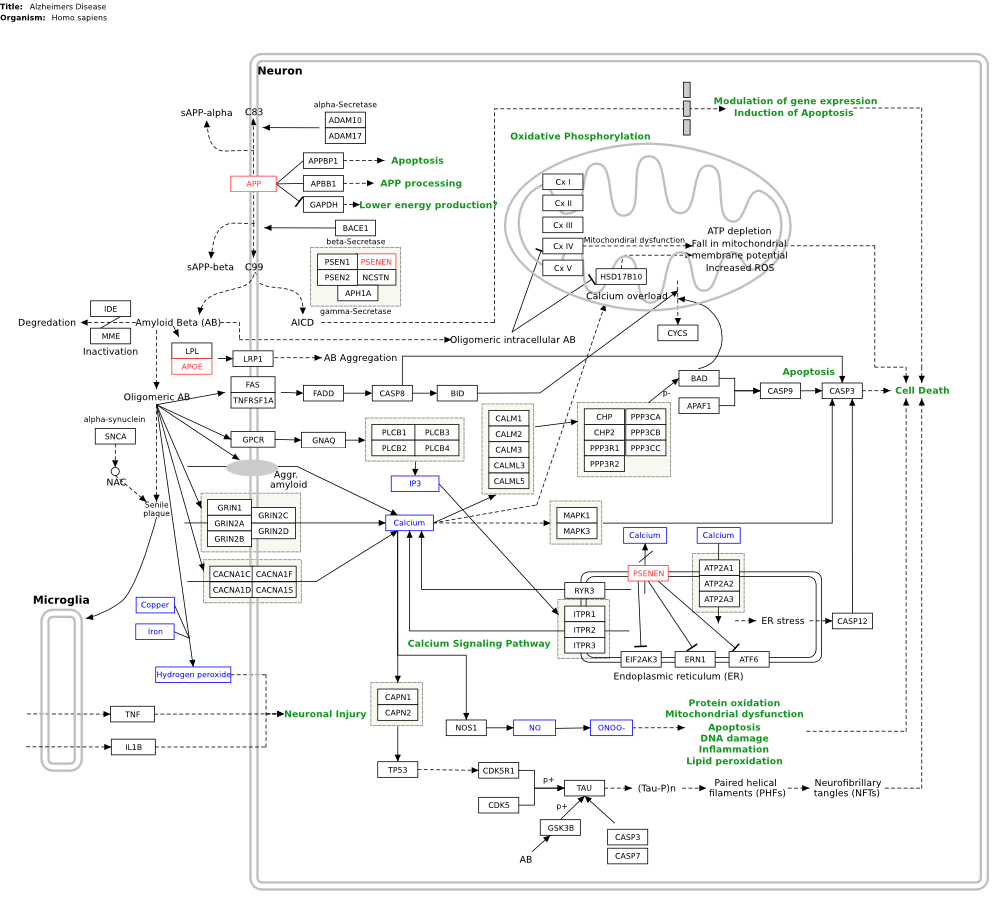 Title: Alzheimers Disease
Organism: Homo sapiens
Neuron
sAPP-alpha
C83
alpha-Secretase
ADAM10
ADAM17
Modulation of gene expression
Induction of Apoptosis
Oxidative Phosphorylation
APPBP1
Apoptosis
APP
APBB1
APP processing
GAPDH
Lower energy production?
Cx I
Cx II
Cx III
Cx IV
Cx V
Mitochondiral dysfunction
ATP depletion
Fall in mitochondrial
membrane potential
Increased ROS
HSD17B10
Calcium overload
CYCS
BACE1
beta-Secretase
sAPP-beta
C99
PSEN1
PSENEN
PSEN2
NCSTN
APH1A
gamma-Secretase
IDE
Degradation
MME
Inactivation
Amyloid Beta (AB)
AICD
Oligomeric intracellular AB
LPL
APOE
LRP1
AB Aggregation
Oligomeric AB
FAS
TNFRSF1A
FADD
CASP8
BID
BAD
APAF1
p-
Apoptosis
CASP9
CASP3
Cell Death
alpha-synuclein
SNCA
NAC
Senile
plaque
GPCR
GNAQ
PLCB1
PLCB3
PLCB2
PLCB4
IP3
CALM1
CALM2
CALM3
CALML3
CALML5
CHP
PPP3CA
CHP2
PPP3CB
PPP3R1
PPP3CC
PPP3R2
Aggr.
amyloid
GRIN1
GRIN2A
GRIN2B
GRIN2C
GRIN2D
Calcium
MAPK1
MAPK3
CACNA1C
CACNA1F
CACNA1D
CACNA1S
Calcium
Calcium
PSENEN
ATP2A1
ATP2A2
ATP2A3
RYR3
ITPR1
ITPR2
ITPR3
ER stress
CASP12
EIF2AK3
ERN1
ATF6
Endoplasmic reticulum (ER)
Calcium Signaling Pathway
Microglia
Copper
Iron
Hydrogen peroxide
TNF
IL1B
Neuronal Injury
CAPN1
CAPN2
NOS1
NO
ONOO-
Protein oxidation
Mitochondrial dysfunction
Apoptosis
DNA damage
Inflammation
Lipid peroxidation
TP53
CDK5R1
CDK5
p+
TAU
p+
GSK3B
AB
CASP3
CASP7
(Tau-P)n
Paired helical
filaments (PHFs)
Neurofibrillary
tangles (NFTs)